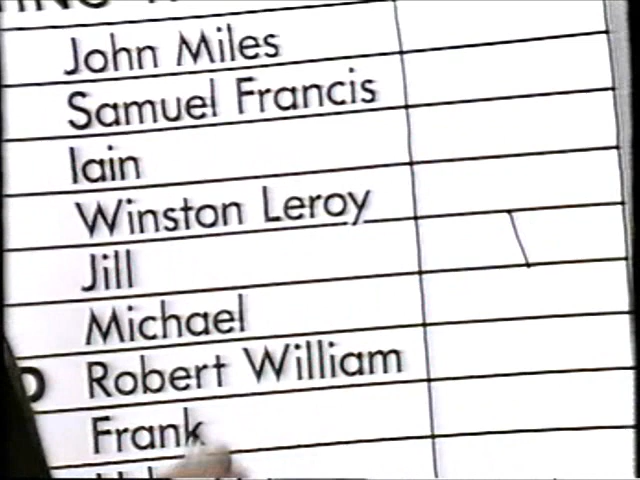 John Miles
Samuel Francis
Iain
Winston Leroy
Jill
Michael
Robert William
Frank